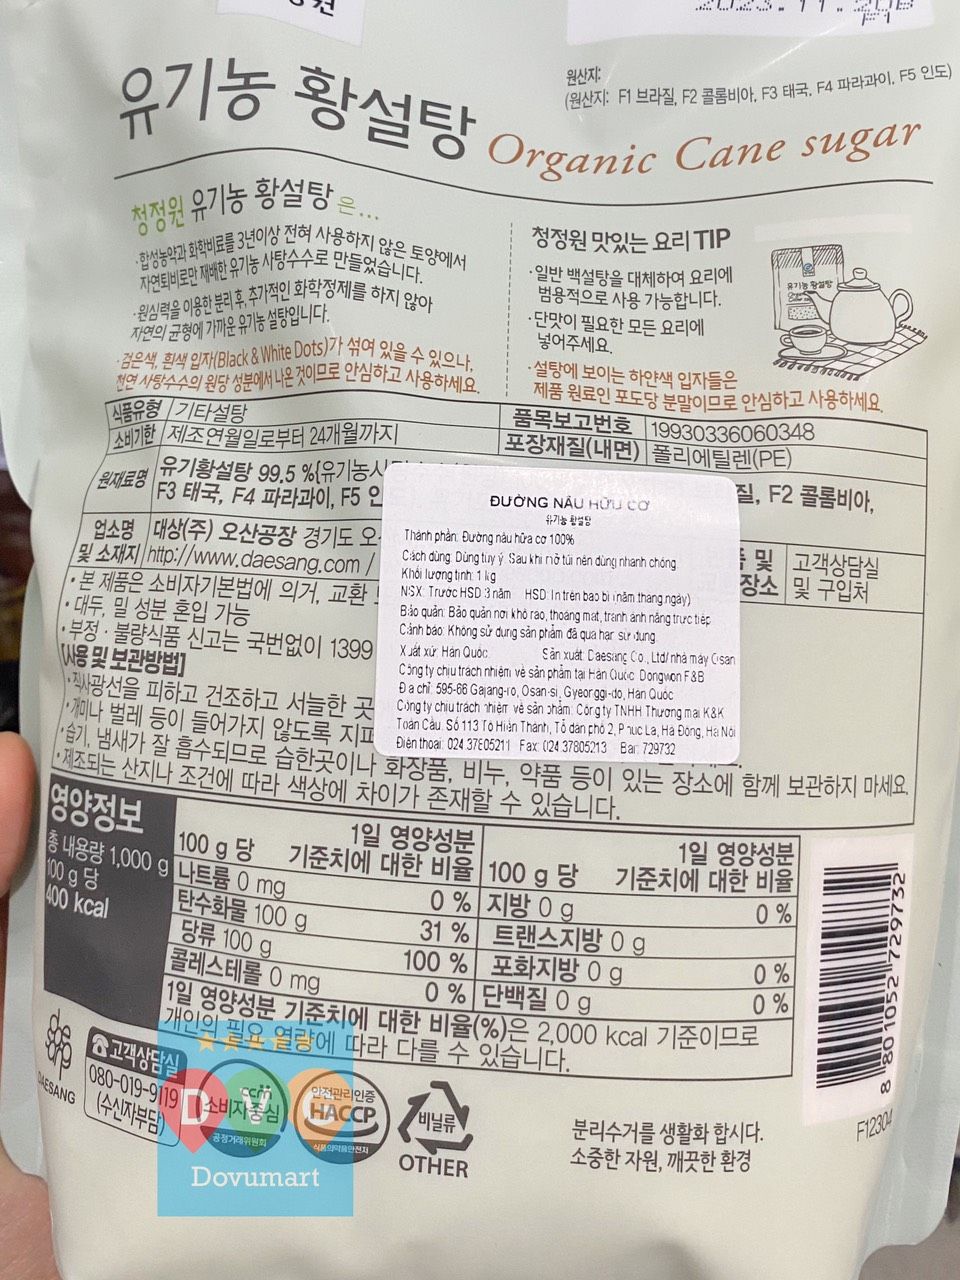 유기농 황설탕 Organic Cane sugar
원산지:
(원산지: F1 브라질, F2 콜롬비아, F3 태국, F4 파라과이, F5 인도)
청정원 유기농 황설탕은...
·합성농약과 화학비료를 3년이상 전혀 사용하지 않은 토양에서
자연퇴비로만 재배한 유기농 사탕수수로 만들었습니다.
·원심력을 이용한 분리 후, 추가적인 화학정제를 하지 않아
자연의 균형에 가까운 유기농 설탕입니다.
·검은색, 흰색 입자(Black & White Dots)가 섞여 있을 수 있으나,
천연 사탕수수의 원당 성분에서 나온 것이므로 안심하고 사용하세요.
청정원 맛있는 요리 TIP
·일반 백설탕을 대체하여 요리에
범용적으로 사용 가능합니다.
·단맛이 필요한 모든 요리에
넣어주세요.
·설탕에 보이는 하얀색 입자들은
제품 원료인 포도당 분말이므로 안심하고 사용하세요.
유기농 황설탕
식품유형 기타설탕 품목보고번호 19930336060348
소비기한 제조연월일로부터 24개월까지 포장재질(내면) 폴리에틸렌(PE)
원재료명 유기황설탕 99.5 %{유기농 질, F2 콜롬비아,
F3 태국, F4 파라과이, F5
업소명 대상(주) 오산공장 경기도 및 고객상담실
및 소재지 http://www.daesang.com / 장소 및 구입처
·본 제품은 소비자기본법에 의거, 교환
·대두, 밀 성분 혼입 가능
·부정·불량식품 신고는 국번없이 1399
[사용 및 보관방법]
·직사광선을 피하고 건조하고 서늘한
·개미나 벌레 등이 들어가지 않도록
·습기, 냄새가 잘 흡수되므로 습한곳이나 화장품, 비누, 약품 등이 있는 장소에 함께 보관하지 마세요.
·제조되는 산지나 조건에 따라 색상에 차이가 존재할 수 있습니다.
ĐƯỜNG NÂU HỮU CƠ
유기농 황설탕
Thành phần: Đường nâu hữa cơ 100%
Cách dùng: Dùng tùy ý. Sau khi mở túi nên dùng nhanh chóng.
Khối lượng tịnh: 1 kg
NSX: Trước HSD 3 năm HSD: In trên bao bì (năm tháng ngày)
Bảo quản: Bảo quản nơi khô ráo, thoáng mát, tránh ánh nắng trực tiếp
Cảnh báo: Không sử dụng sản phẩm đã quá hạn sử dụng.
Xuất xứ: Hàn Quốc. Sản xuất: Daesang Co., Ltd/ nhà máy Osan
Công ty chịu trách nhiệm về sản phẩm tại Hàn Quốc: Dongwon F&B
Địa chỉ: 595-66 Gajang-ro, Osan-si, Gyeonggi-do, Hàn Quốc
Công ty chịu trách nhiệm về sản phẩm: Công ty TNHH Thương mại K&K
Toàn Cầu. Số 113 Tô Hiến Thành, Tổ dân phố 2, P. Phúc La, Hà Đông, Hà Nội
Điện thoại: 024.37805211 Fax: 024.37805213 Bar: 729732
영양정보
총 내용량 1,000 g
100 g 당
400 kcal
100 g 당 1일 영양성분 기준치에 대한 비율 100 g 당 1일 영양성분 기준치에 대한 비율
나트륨 0 mg 0 % 지방 0 g 0 %
탄수화물 100 g 31 % 트랜스지방 0 g
당류 100 g 100 % 포화지방 0 g 0 %
콜레스테롤 0 mg 0 % 단백질 0 g 0 %
1일 영양성분 기준치에 대한 비율(%)은 2,000 kcal 기준이므로
개인의 필요 열량에 따라 다를 수 있습니다.
8 801052 729732
F12304
DAESANG
고객상담실
080-019-9119
(수신자부담)
ccm
소비자중심
공정거래위원회
안전관리인증
HACCP
식품의약품안전처
비닐류
OTHER
분리수거를 생활화 합시다.
소중한 자원, 깨끗한 환경
D V
Dovumart